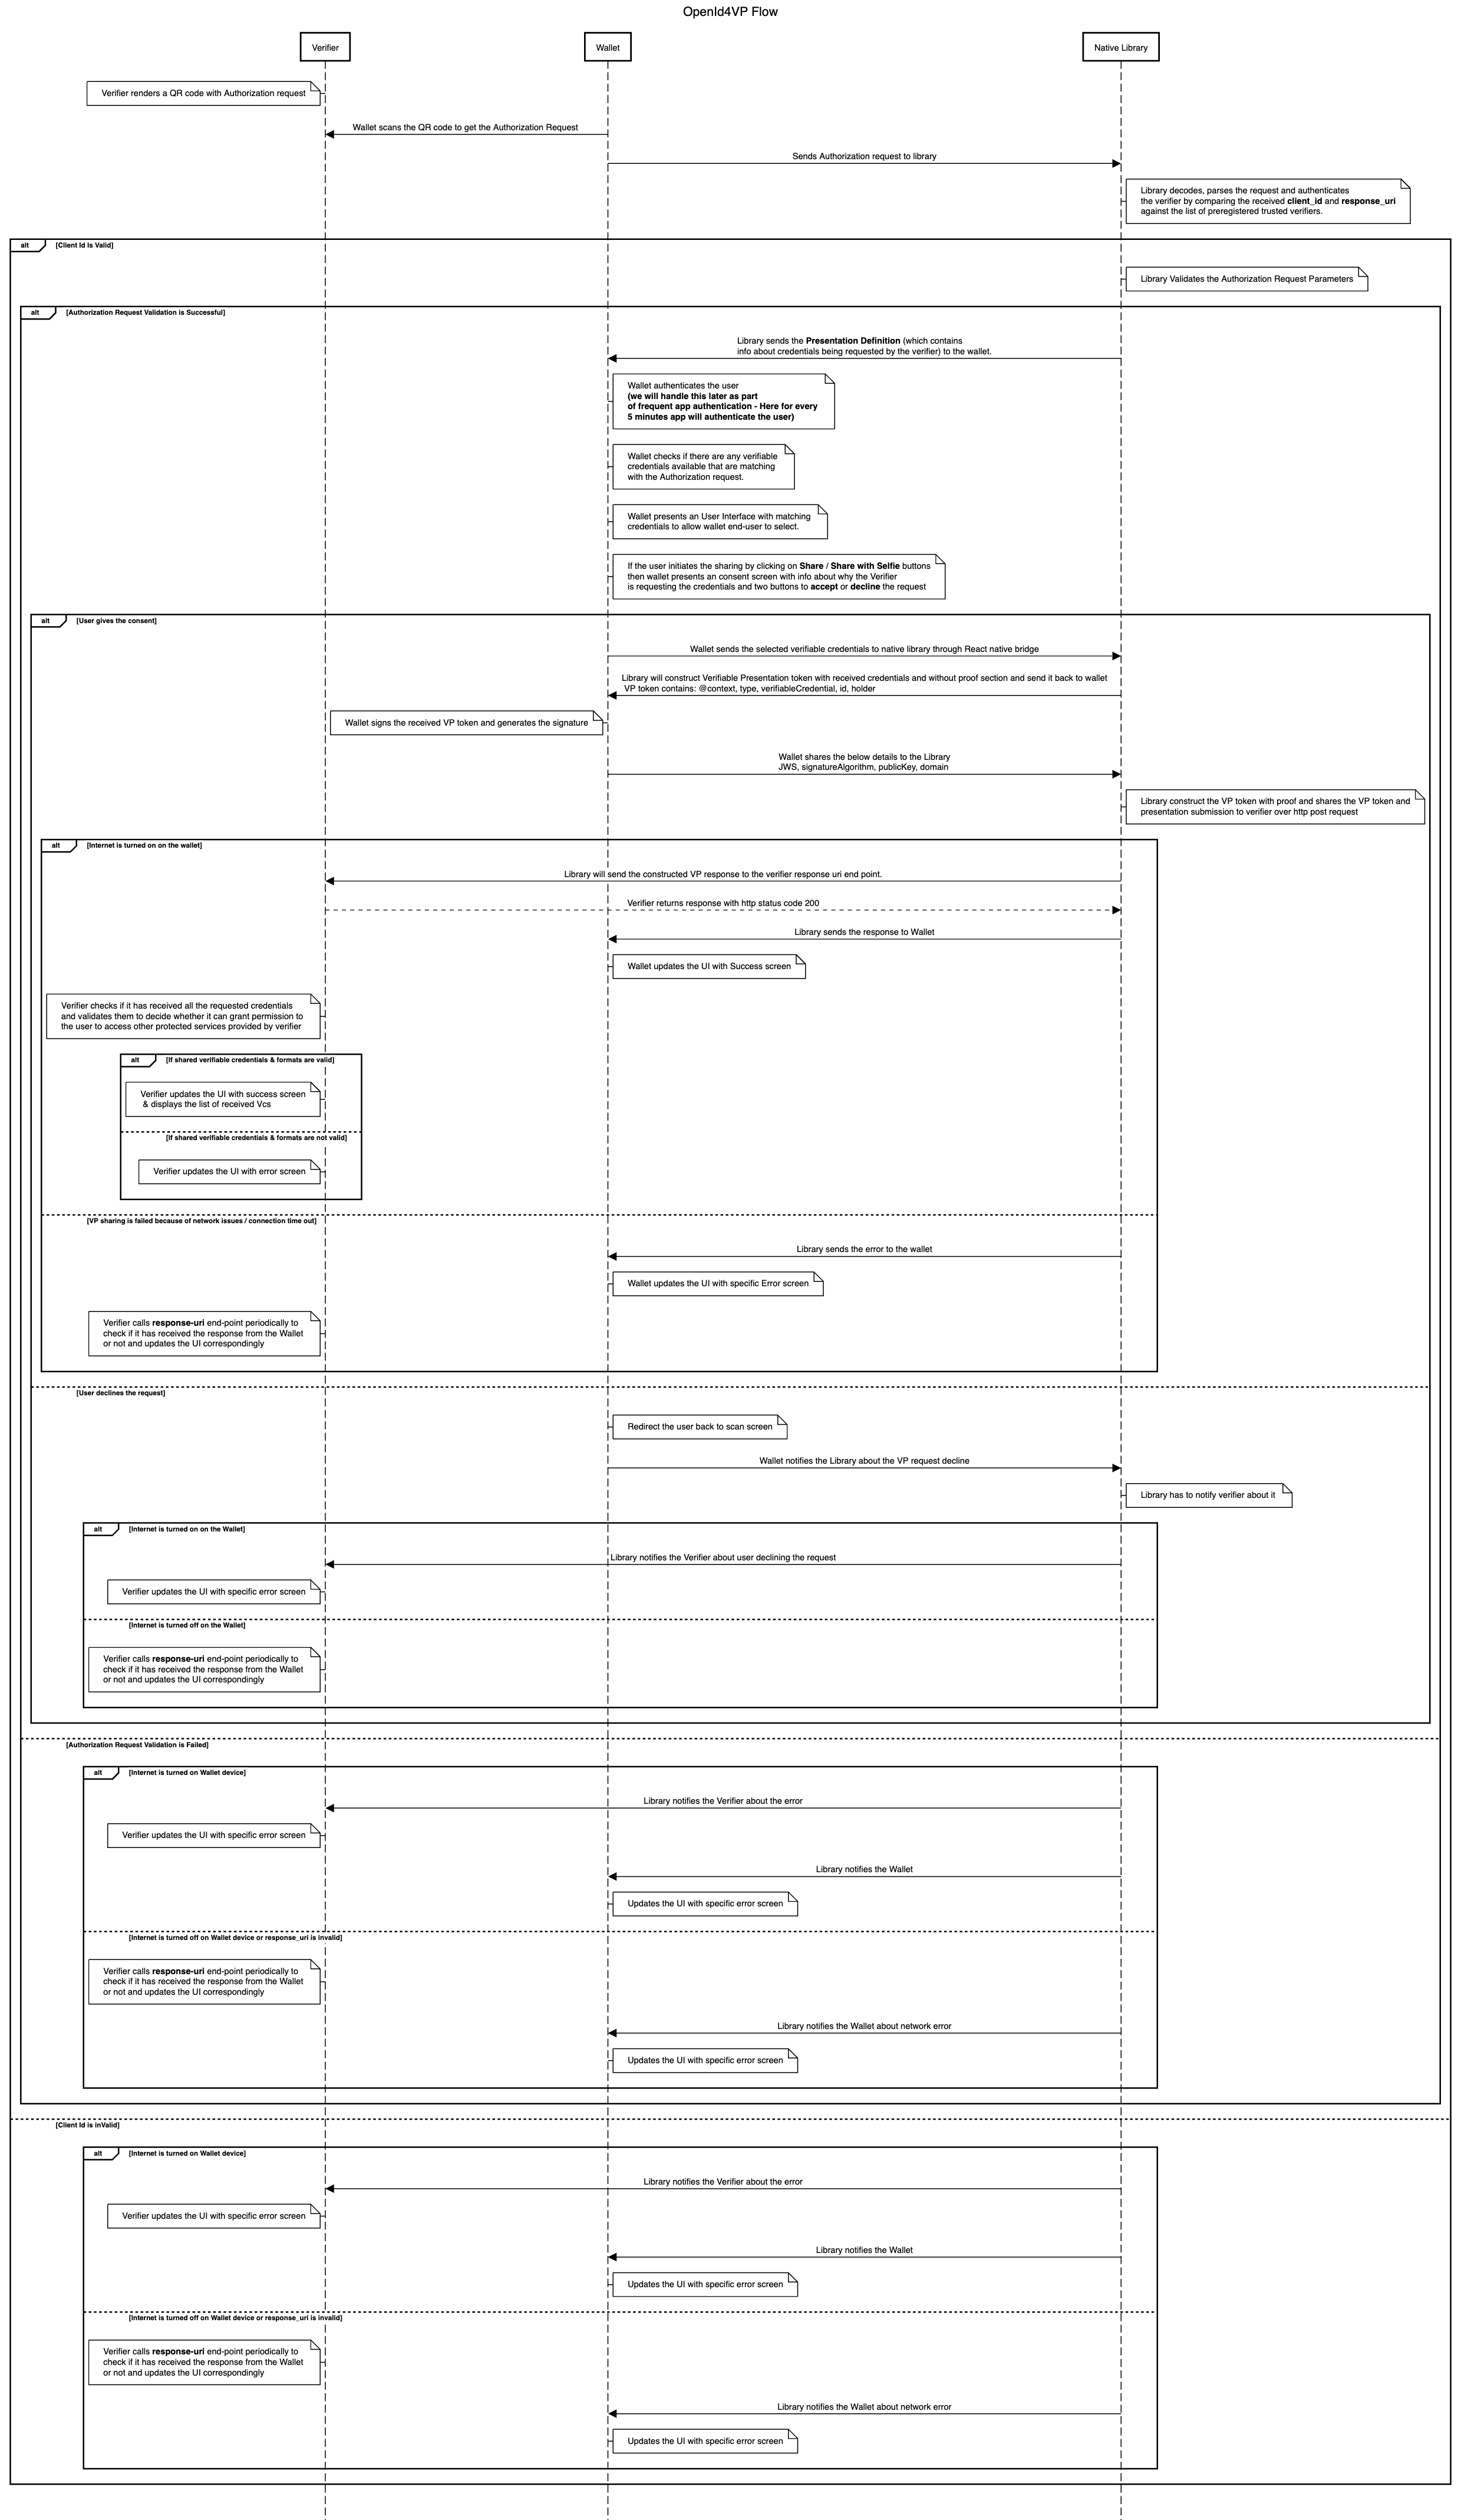 OpenId4VP Flow
Verifier
Wallet
Native Library
Verifier renders a QR code with Authorization request
Wallet scans the QR code to get the Authorization Request
Sends Authorization request to library
Library decodes, parses the request and authenticates
the verifier by comparing the received client_id and response_uri
against the list of preregistered trusted verifiers.
alt
[Client Id Is Valid]
Library Validates the Authorization Request Parameters
alt
[Authorization Request Validation is Successful]
Library sends the Presentation Definition (which contains
info about credentials being requested by the verifier) to the wallet.
Wallet authenticates the user
(we will handle this later as part
of frequent app authentication - Here for every
5 minutes app will authenticate the user)
Wallet checks if there are any verifiable
credentials available that are matching
with the Authorization request.
Wallet presents an User Interface with matching
credentials to allow wallet end-user to select.
If the user initiates the sharing by clicking on Share / Share with Selfie buttons
then wallet presents an consent screen with info about why the Verifier
is requesting the credentials and two buttons to accept or decline the request
alt
[User gives the consent]
Wallet sends the selected verifiable credentials to native library through React native bridge
Library will construct Verifiable Presentation token with received credentials and without proof section and send it back to wallet
VP token contains: @context, type, verifiableCredential, id, holder
Wallet signs the received VP token and generates the signature
Wallet shares the below details to the Library
JWS, signatureAlgorithm, publicKey, domain
Library construct the VP token with proof and shares the VP token and
presentation submission to verifier over http post request
alt
[Internet is turned on on the wallet]
Library will send the constructed VP response to the verifier response uri end point.
Verifier returns response with http status code 200
Library sends the response to Wallet
Wallet updates the UI with Success screen
Verifier checks if it has received all the requested credentials
and validates them to decide whether it can grant permission to
the user to access other protected services provided by verifier
alt
[If shared verifiable credentials & formats are valid]
Verifier updates the UI with success screen
& displays the list of received Vcs
[If shared verifiable credentials & formats are not valid]
Verifier updates the UI with error screen
[VP sharing is failed because of network issues / connection time out]
Library sends the error to the wallet
Wallet updates the UI with specific Error screen
Verifier calls response-uri end-point periodically to
check if it has received the response from the Wallet
or not and updates the UI correspondingly
[User declines the request]
Redirect the user back to scan screen
Wallet notifies the Library about the VP request decline
Library has to notify verifier about it
alt
[Internet is turned on on the Wallet]
Library notifies the Verifier about user declining the request
Verifier updates the UI with specific error screen
[Internet is turned off on the Wallet]
Verifier calls response-uri end-point periodically to
check if it has received the response from the Wallet
or not and updates the UI correspondingly
[Authorization Request Validation is Failed]
alt
[Internet is turned on Wallet device]
Library notifies the Verifier about the error
Verifier updates the UI with specific error screen
Library notifies the Wallet
Updates the UI with specific error screen
[Internet is turned off on Wallet device or response_uri is invalid]
Verifier calls response-uri end-point periodically to
check if it has received the response from the Wallet
or not and updates the UI correspondingly
Library notifies the Wallet about network error
Updates the UI with specific error screen
[Client Id is inValid]
alt
[Internet is turned on Wallet device]
Library notifies the Verifier about the error
Verifier updates the UI with specific error screen
Library notifies the Wallet
Updates the UI with specific error screen
[Internet is turned off on Wallet device or response_uri is invalid]
Verifier calls response-uri end-point periodically to
check if it has received the response from the Wallet
or not and updates the UI correspondingly
Library notifies the Wallet about network error
Updates the UI with specific error screen